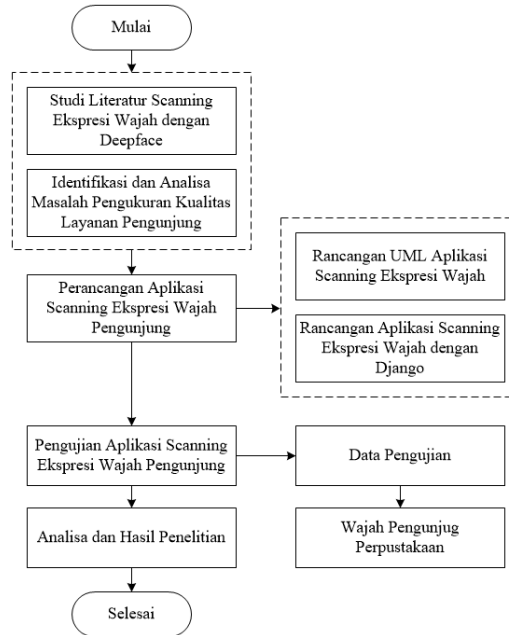 Mulai
Studi Literatur Scanning
Ekspresi Wajah dengan
Deepface
Identifikasi dan Analisa
Masalah Pengukuran Kualitas
Layanan Pengunjung
Perancangan Aplikasi
Scanning Ekspresi Wajah
Pengunjung
Rancangan UML Aplikasi
Scanning Ekspresi Wajah
Rancangan Aplikasi Scanning
Ekspresi Wajah dengan
Django
Pengujian Aplikasi Scanning
Ekspresi Wajah Pengunjung
Data Pengujian
Analisa dan Hasil Penelitian
Wajah Pengunjug
Perpustakaan
Selesai